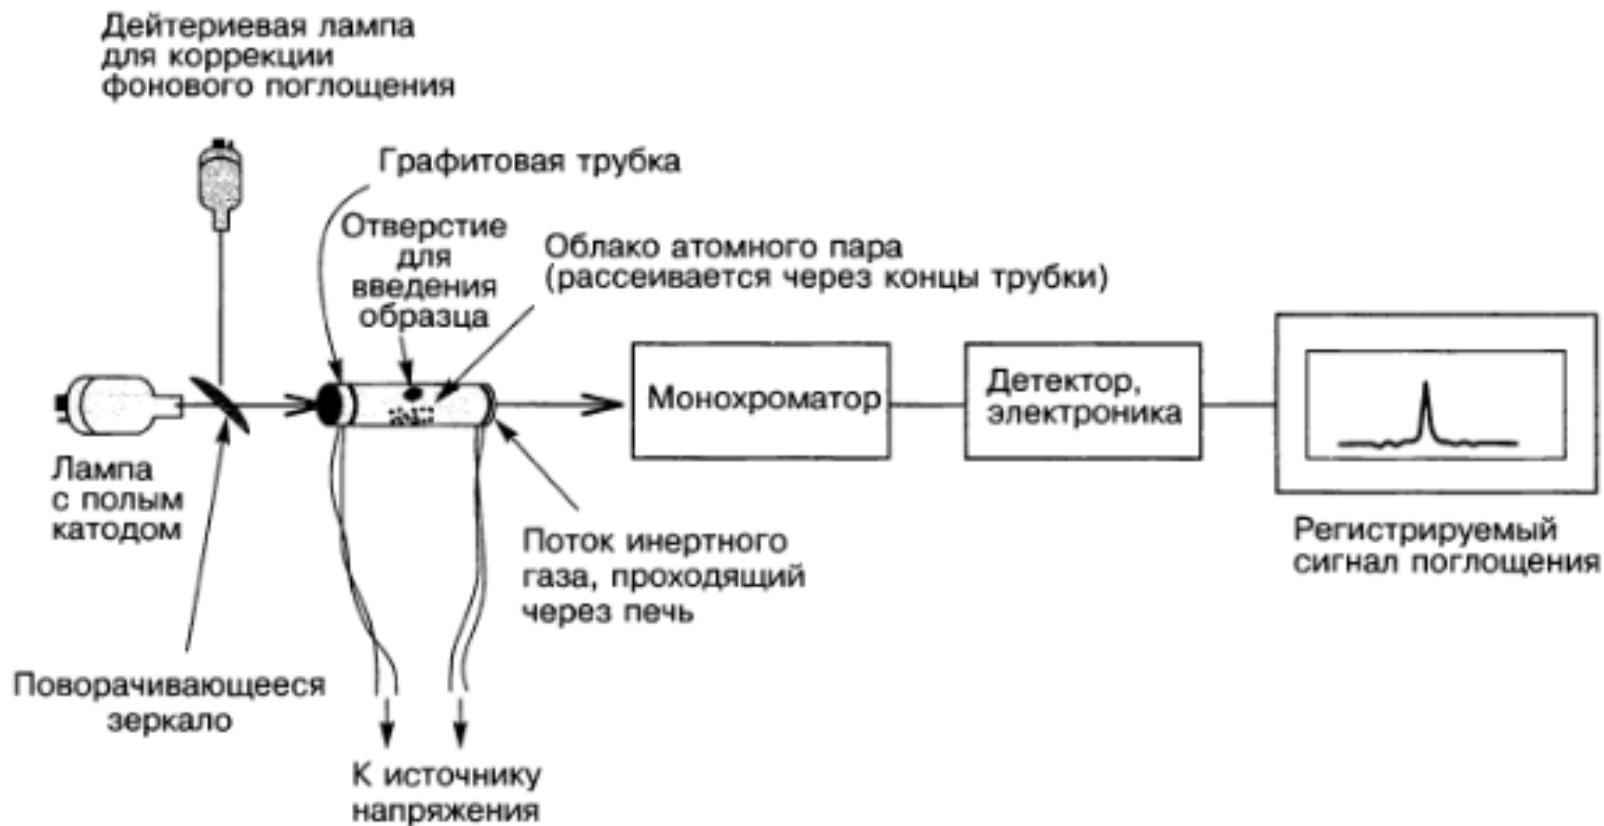 Дейтериевая лампа
для коррекции
фонового поглощения
Графитовая трубка
Отверстие
для
введения
образца
Облако атомного пара
(рассеивается через концы трубки)
Монохроматор
Детектор,
электроника
Лампа
с полым
катодом
Поток инертного
газа, проходящий
через печь
Регистрируемый
сигнал поглощения
Поворачивающееся
зеркало
К источнику
напряжения